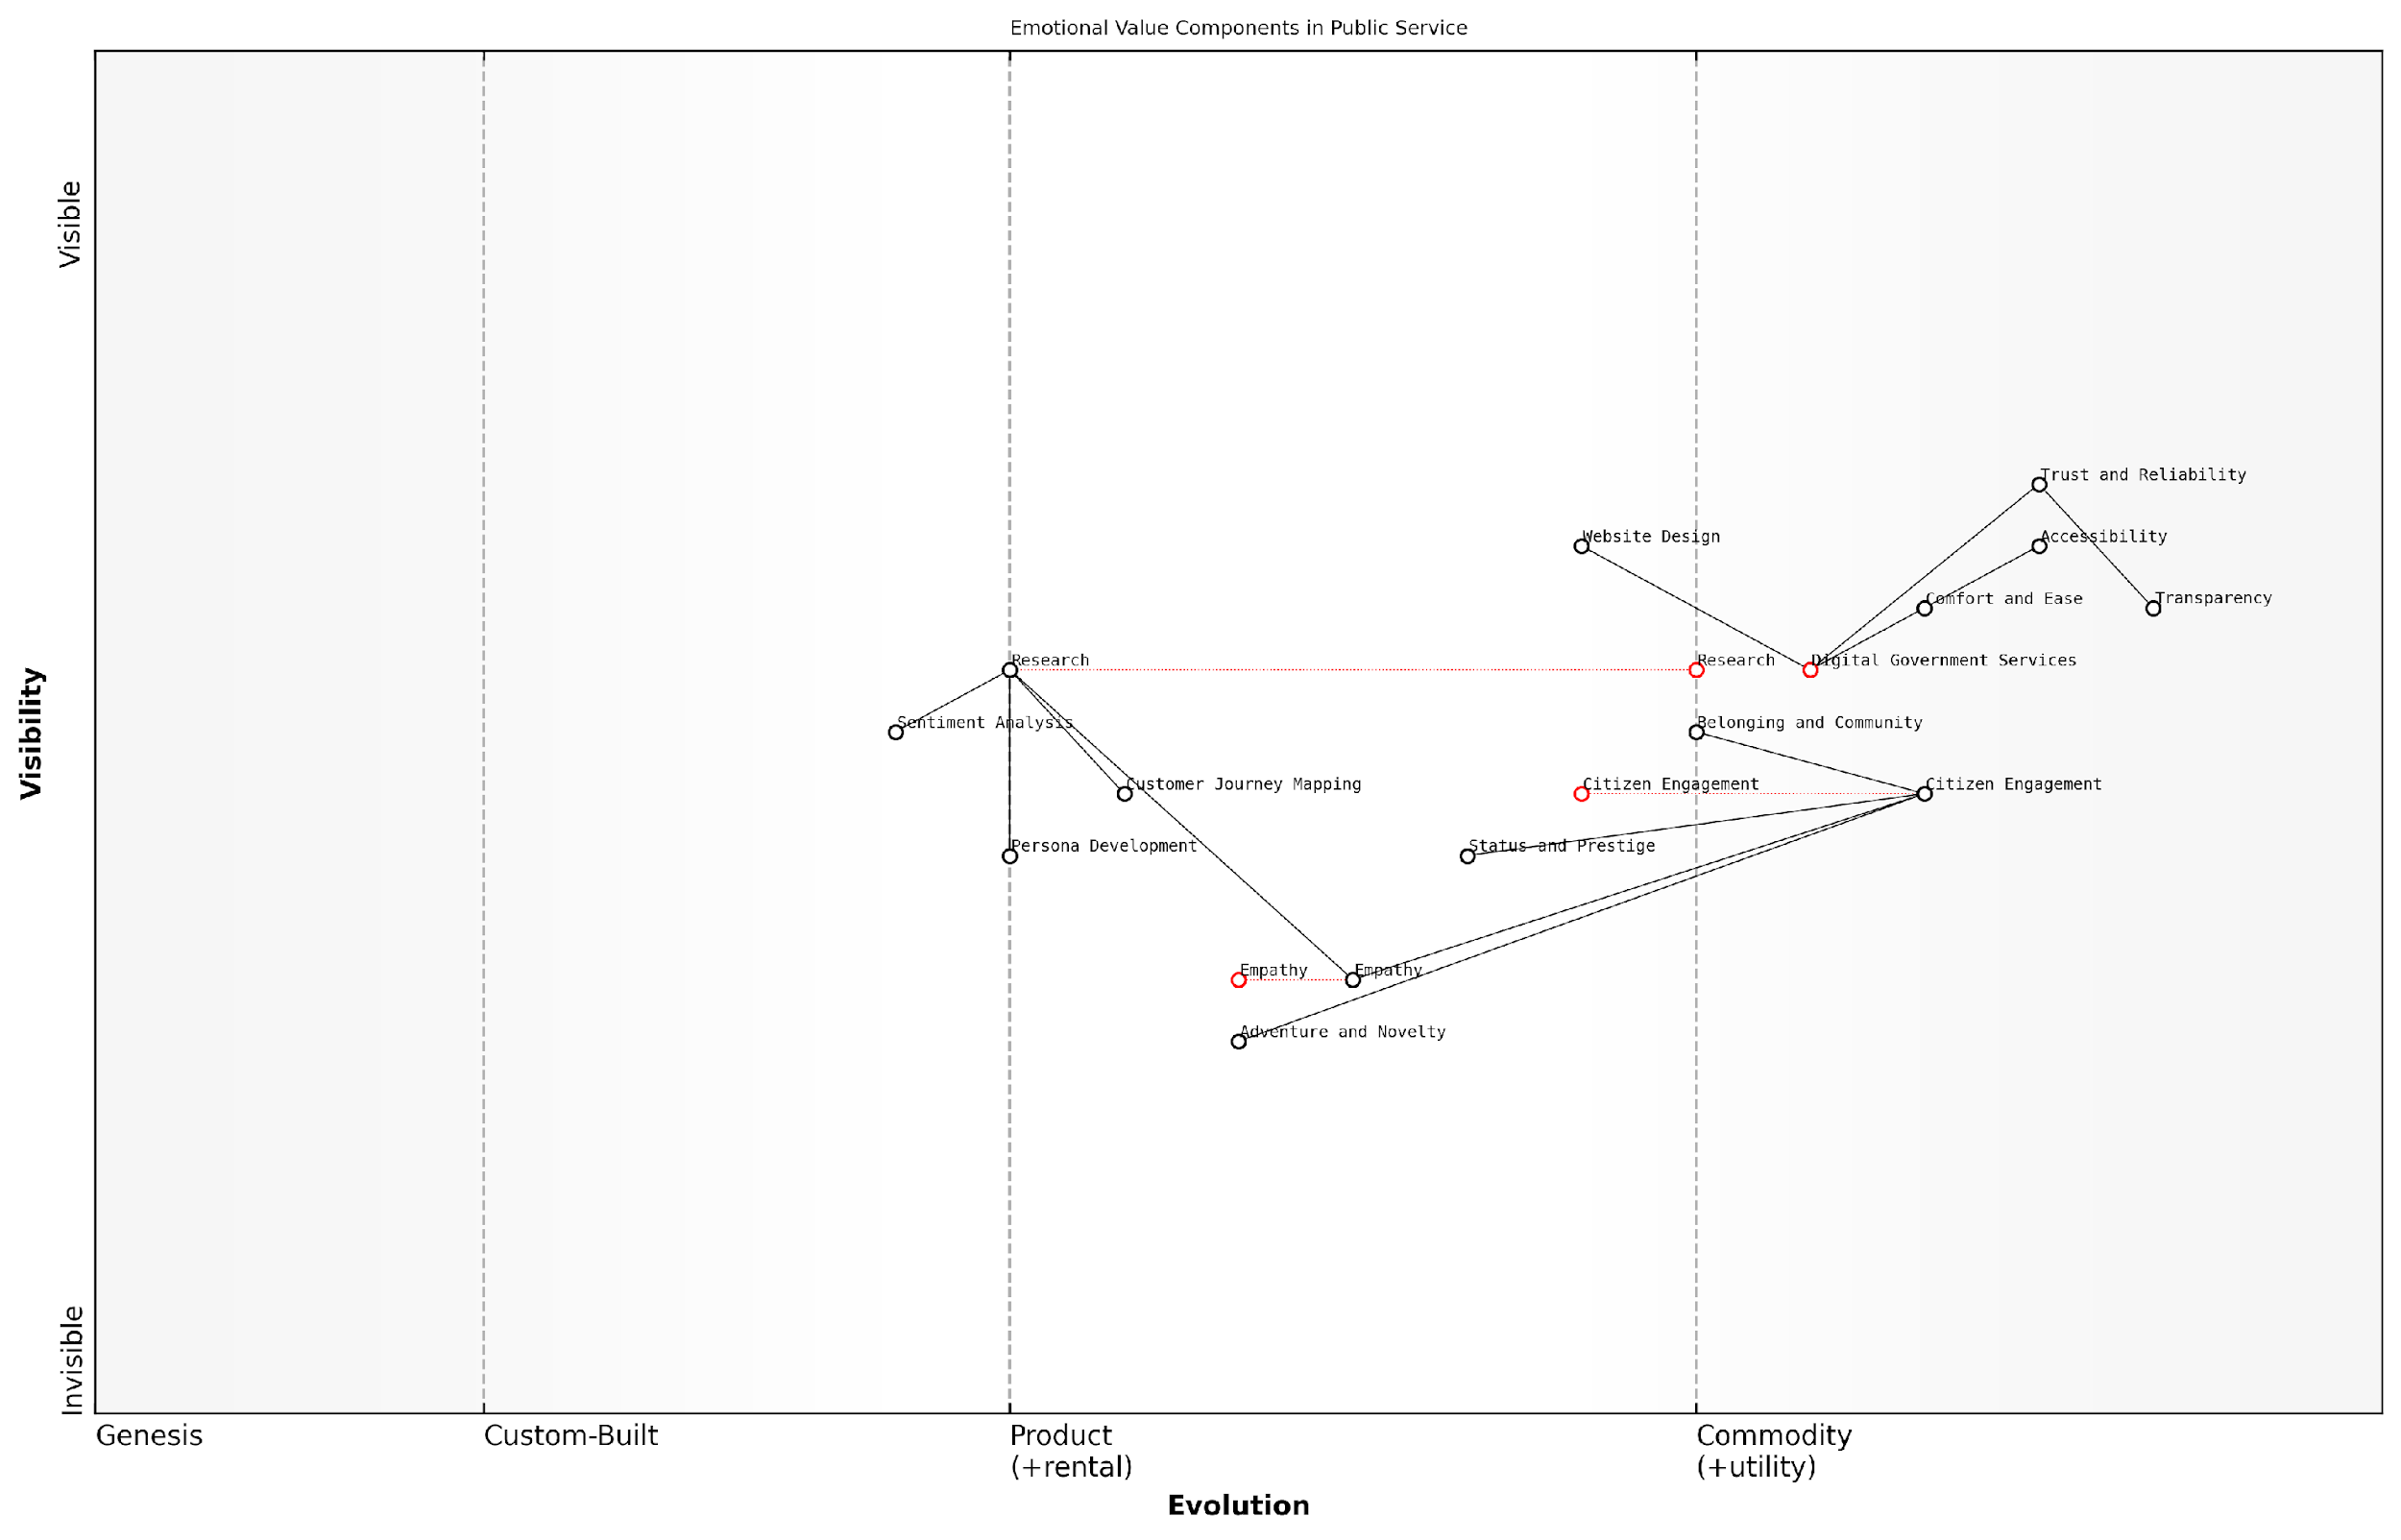 Emotional Value Components in Public Service
Visible
Visibility
Invisible
Trust and Reliability
Website Design
Accessibility
Comfort and Ease
Transparency
Research
Research
Digital Government Services
Sentiment Analysis
Belonging and Community
Customer Journey Mapping
Citizen Engagement
Citizen Engagement
Persona Development
Status and Prestige
Empathy
Empathy
Adventure and Novelty
Genesis
Custom-Built
Product
(+rental)
Commodity
(+utility)
Evolution